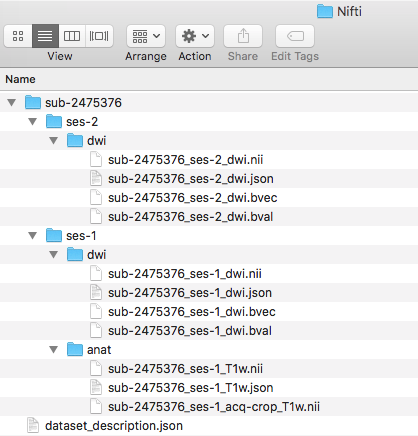 Nifti
View
Arrange
Action
Share
Edit Tags
Name
sub-2475376
ses-2
dwi
sub-2475376_ses-2_dwi.nii
sub-2475376_ses-2_dwi.json
sub-2475376_ses-2_dwi.bvec
sub-2475376_ses-2_dwi.bval
ses-1
dwi
sub-2475376_ses-1_dwi.nii
sub-2475376_ses-1_dwi.json
sub-2475376_ses-1_dwi.bvec
sub-2475376_ses-1_dwi.bval
anat
sub-2475376_ses-1_T1w.nii
sub-2475376_ses-1_T1w.json
sub-2475376_ses-1_acq-crop_T1w.nii
dataset_description.json